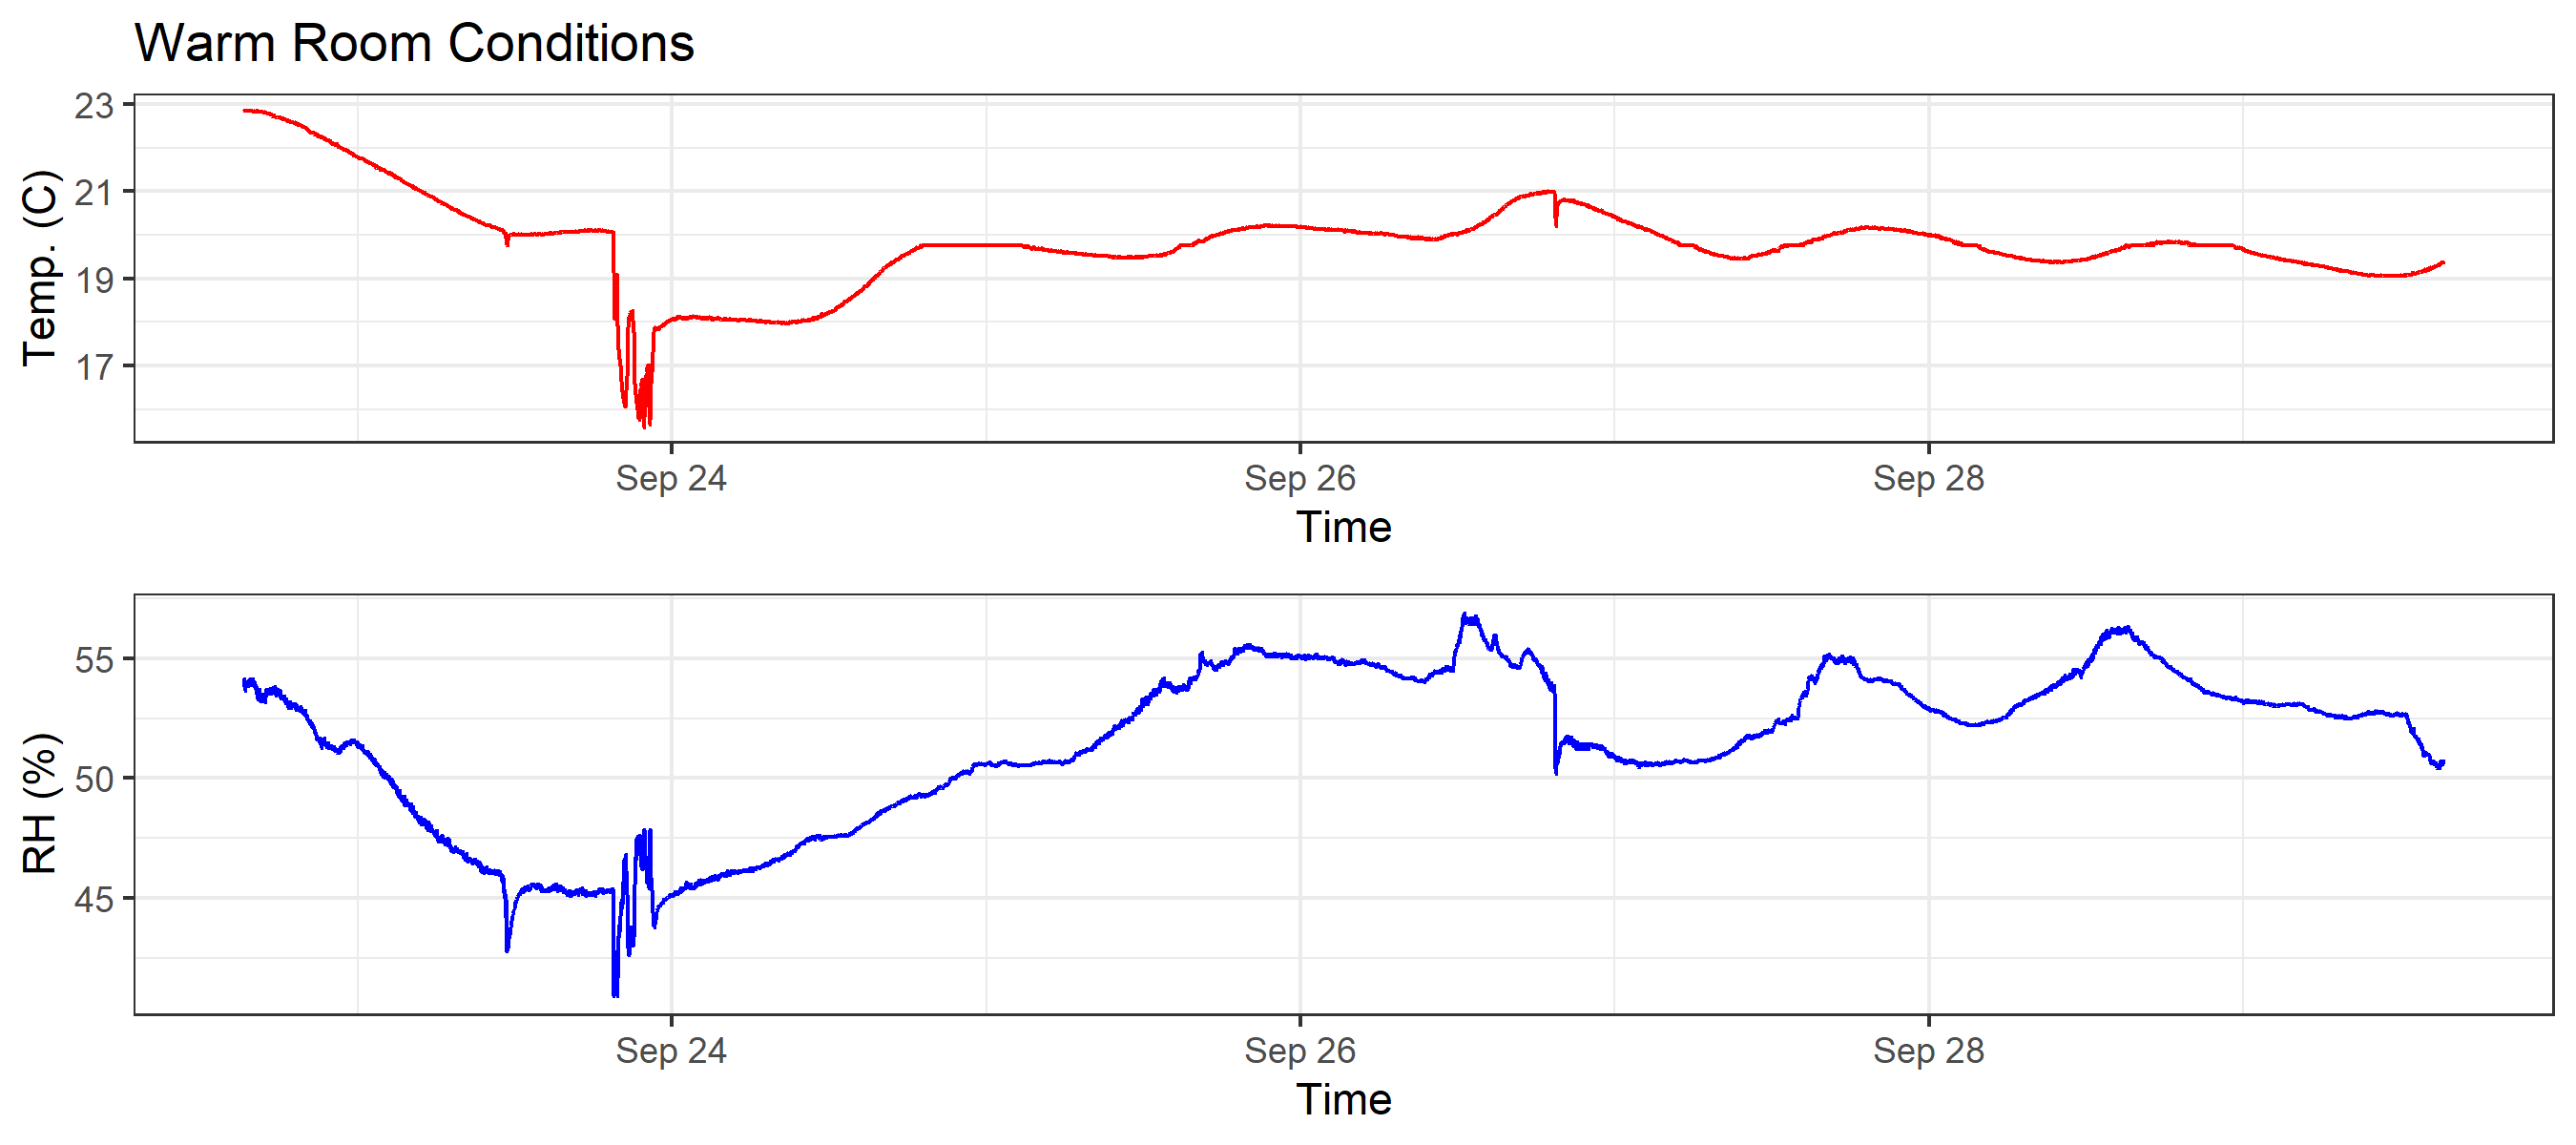 Warm Room Conditions
23
21
19
17
Temp. (C)
Sep 24 Sep 26 Sep 28
Time
55
50
45
RH (%)
Sep 24 Sep 26 Sep 28
Time